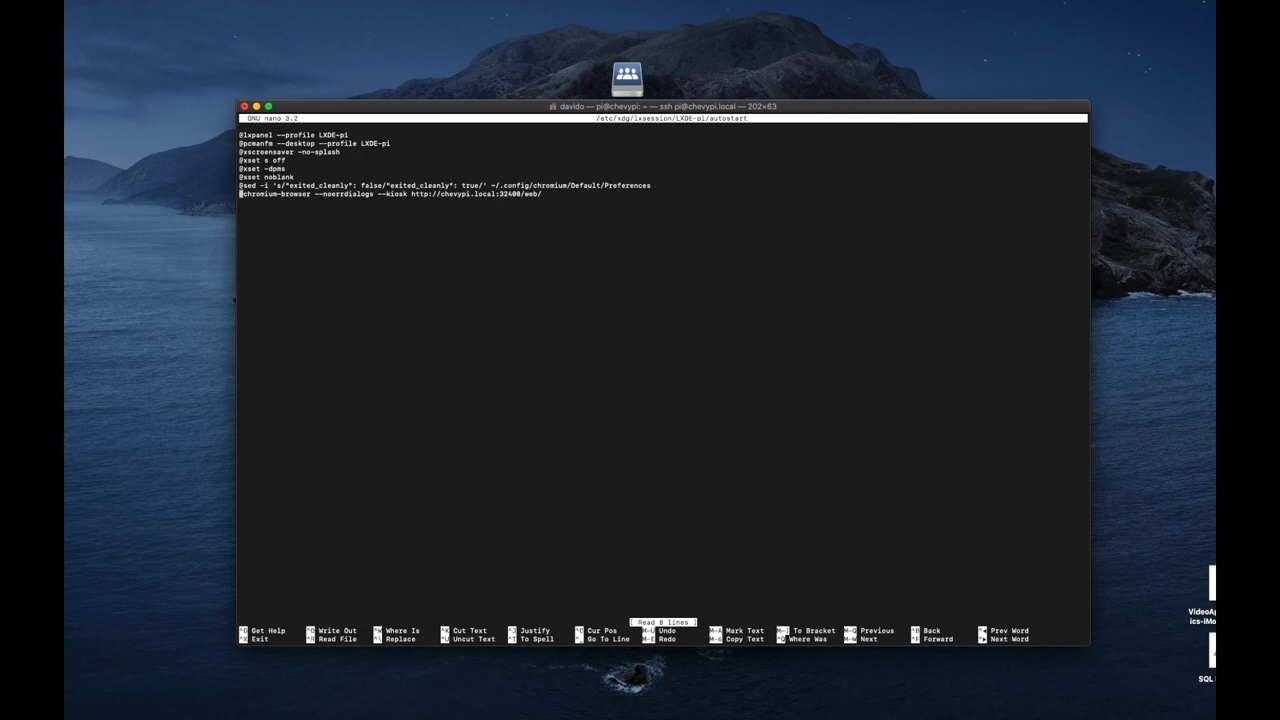 davido — pi@chevypi: ~ — ssh pi@chevypi.local — 202×63
GNU nano 3.2 /etc/xdg/lxsession/LXDE-pi/autostart
@lxpanel --profile LXDE-pi
@pcmanfm --desktop --profile LXDE-pi
@xscreensaver -no-splash
@xset s off
@xset -dpms
@xset noblank
@sed -i 's/"exited_cleanly": false/"exited_cleanly": true/' ~/.config/chromium/Default/Preferences
@chromium-browser --noerrdialogs --kiosk http://chevypi.local:32400/web/
[ Read 8 lines ]
^G Get Help ^O Write Out ^W Where Is ^K Cut Text ^J Justify ^C Cur Pos M-U Undo M-A Mark Text M-] To Bracket M-Q Previous ^B Back ^◀ Prev Word
^X Exit ^R Read File ^\ Replace ^U Uncut Text ^T To Spell ^_ Go To Line M-E Redo M-6 Copy Text ^Q Where Was M-W Next ^F Forward ^▶ Next Word
VideoAp
ics-iMo
SQL